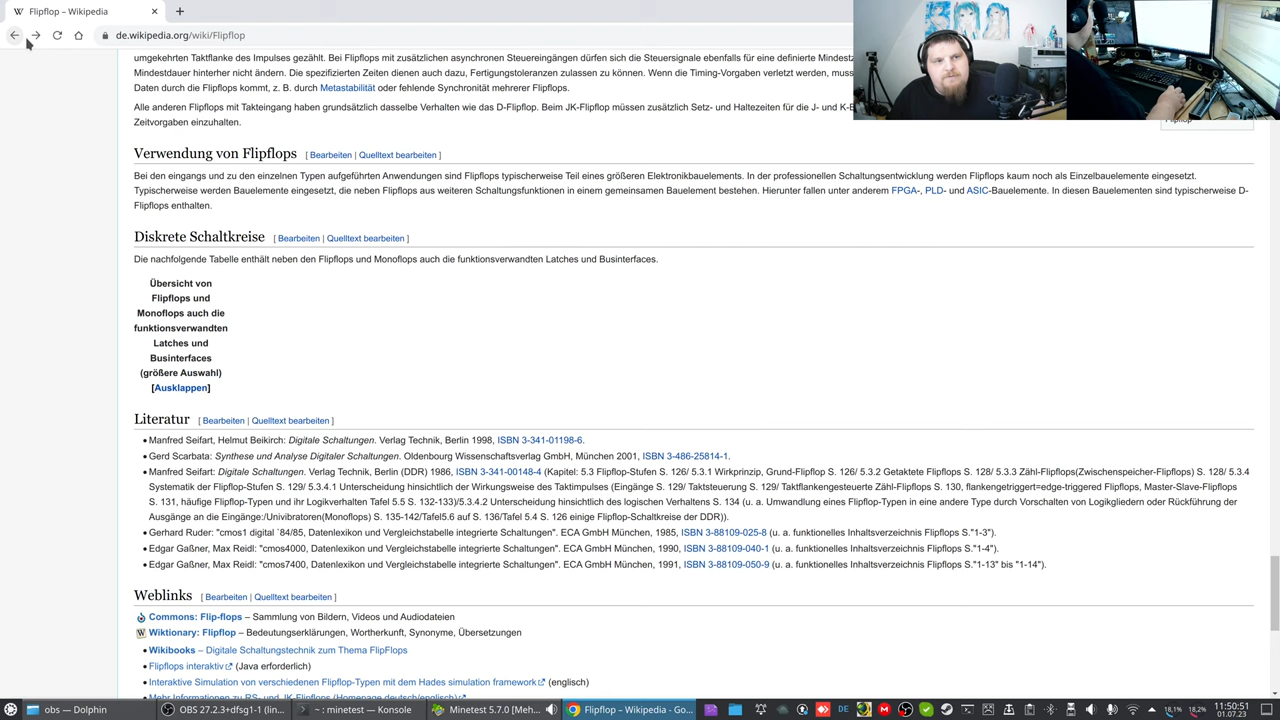 Flipflop – Wikipedia
de.wikipedia.org/wiki/Flipflop
umgekehrten Taktflanke des Impulses gezählt. Bei Flipflops mit zusätzlichen asynchronen Steuereingängen dürfen sich die Steuersignale ebenfalls für eine definierte Mindestz
Mindestdauer hinterher nicht ändern. Die spezifizierten Zeiten dienen auch dazu, Fertigungstoleranzen zulassen zu können. Wenn die Timing-Vorgaben verletzt werden, muss
Daten durch die Flipflops kommt, z. B. durch Metastabilität oder fehlende Synchronität mehrerer Flipflops.
Alle anderen Flipflops mit Takteingang haben grundsätzlich dasselbe Verhalten wie das D-Flipflop. Beim JK-Flipflop müssen zusätzlich Setz- und Haltezeiten für die J- und K-E
Zeitvorgaben einzuhalten.
Flipflop
Verwendung von Flipflops [ Bearbeiten | Quelltext bearbeiten ]
Bei den eingangs und zu den einzelnen Typen aufgeführten Anwendungen sind Flipflops typischerweise Teil eines größeren Elektronikbauelements. In der professionellen Schaltungsentwicklung werden Flipflops kaum noch als Einzelbauelemente eingesetzt.
Typischerweise werden Bauelemente eingesetzt, die neben Flipflops aus weiteren Schaltungsfunktionen in einem gemeinsamen Bauelement bestehen. Hierunter fallen unter anderem FPGA-, PLD- und ASIC-Bauelemente. In diesen Bauelementen sind typischerweise D-
Flipflops enthalten.
Diskrete Schaltkreise [ Bearbeiten | Quelltext bearbeiten ]
Die nachfolgende Tabelle enthält neben den Flipflops und Monoflops auch die funktionsverwandten Latches und Businterfaces.
Übersicht von
Flipflops und
Monoflops auch die
funktionsverwandten
Latches und
Businterfaces
(größere Auswahl)
[Ausklappen]
Literatur [ Bearbeiten | Quelltext bearbeiten ]
• Manfred Seifart, Helmut Beikirch: Digitale Schaltungen. Verlag Technik, Berlin 1998, ISBN 3-341-01198-6.
• Gerd Scarbata: Synthese und Analyse Digitaler Schaltungen. Oldenbourg Wissenschaftsverlag GmbH, München 2001, ISBN 3-486-25814-1.
• Manfred Seifart: Digitale Schaltungen. Verlag Technik, Berlin (DDR) 1986, ISBN 3-341-00148-4 (Kapitel: 5.3 Flipflop-Stufen S. 126/ 5.3.1 Wirkprinzip, Grund-Flipflop S. 126/ 5.3.2 Getaktete Flipflops S. 128/ 5.3.3 Zähl-Flipflops(Zwischenspeicher-Flipflops) S. 128/ 5.3.4
Systematik der Flipflop-Stufen S. 129/ 5.3.4.1 Unterscheidung hinsichtlich der Wirkungsweise des Taktimpulses (Eingänge S. 129/ Taktsteuerung S. 129/ Taktflankengesteuerte Zähl-Flipflops S. 130, flankengetriggert=edge-triggered Flipflops, Master-Slave-Flipflops
S. 131, häufige Flipflop-Typen und ihr Logikverhalten Tafel 5.5 S. 132-133)/5.3.4.2 Unterscheidung hinsichtlich des logischen Verhaltens S. 134 (u. a. Umwandlung eines Flipflop-Typen in eine andere Type durch Vorschalten von Logikgliedern oder Rückführung der
Ausgänge an die Eingänge:/Univibratoren(Monoflops) S. 135-142/Tafel5.6 auf S. 136/Tafel 5.4 S. 126 einige Flipflop-Schaltkreise der DDR)).
• Gerhard Ruder: "cmos1 digital `84/85, Datenlexikon und Vergleichstabelle integrierte Schaltungen". ECA GmbH München, 1985, ISBN 3-88109-025-8 (u. a. funktionelles Inhaltsverzeichnis Flipflops S."1-3").
• Edgar Gaßner, Max Reidl: "cmos4000, Datenlexikon und Vergleichstabelle integrierte Schaltungen". ECA GmbH München, 1990, ISBN 3-88109-040-1 (u. a. funktionelles Inhaltsverzeichnis Flipflops S."1-4").
• Edgar Gaßner, Max Reidl: "cmos7400, Datenlexikon und Vergleichstabelle integrierte Schaltungen". ECA GmbH München, 1991, ISBN 3-88109-050-9 (u. a. funktionelles Inhaltsverzeichnis Flipflops S."1-13" bis "1-14").
Weblinks [ Bearbeiten | Quelltext bearbeiten ]
Commons: Flip-flops – Sammlung von Bildern, Videos und Audiodateien
Wiktionary: Flipflop – Bedeutungserklärungen, Wortherkunft, Synonyme, Übersetzungen
• Wikibooks – Digitale Schaltungstechnik zum Thema FlipFlops
• Flipflops interaktiv (Java erforderlich)
• Interaktive Simulation von verschiedenen Flipflop-Typen mit dem Hades simulation framework (englisch)
• Mehr Informationen zu RS- und JK-Flipflops (Homepage deutsch/englisch)
obs — Dolphin
OBS 27.2.3+dfsg1-1 (lin...
~ : minetest — Konsole
Minetest 5.7.0 [Meh...
Flipflop – Wikipedia - Go...
DE
18,1%
18,2%
11:50:51
01.07.23